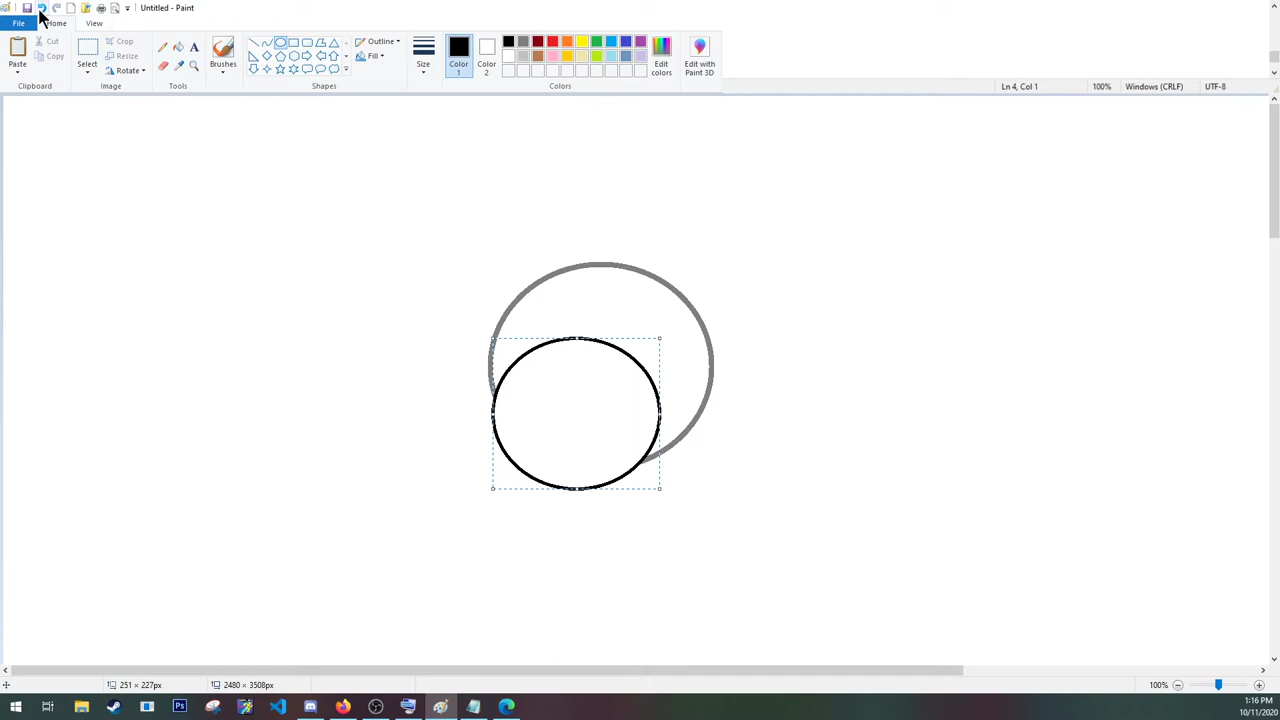 Untitled - Paint
File Home View
Paste
Cut
Copy
Clipboard
Select
Crop
Resize
Rotate
Image
Tools
Brushes
Outline
Fill
Shapes
Size
Color 1
Color 2
Edit colors
Colors
Edit with Paint 3D
Ln 4, Col 1 100% Windows (CRLF) UTF-8
251 × 227px 2480 × 3508px 100%
Ps
1:16 PM
10/11/2020